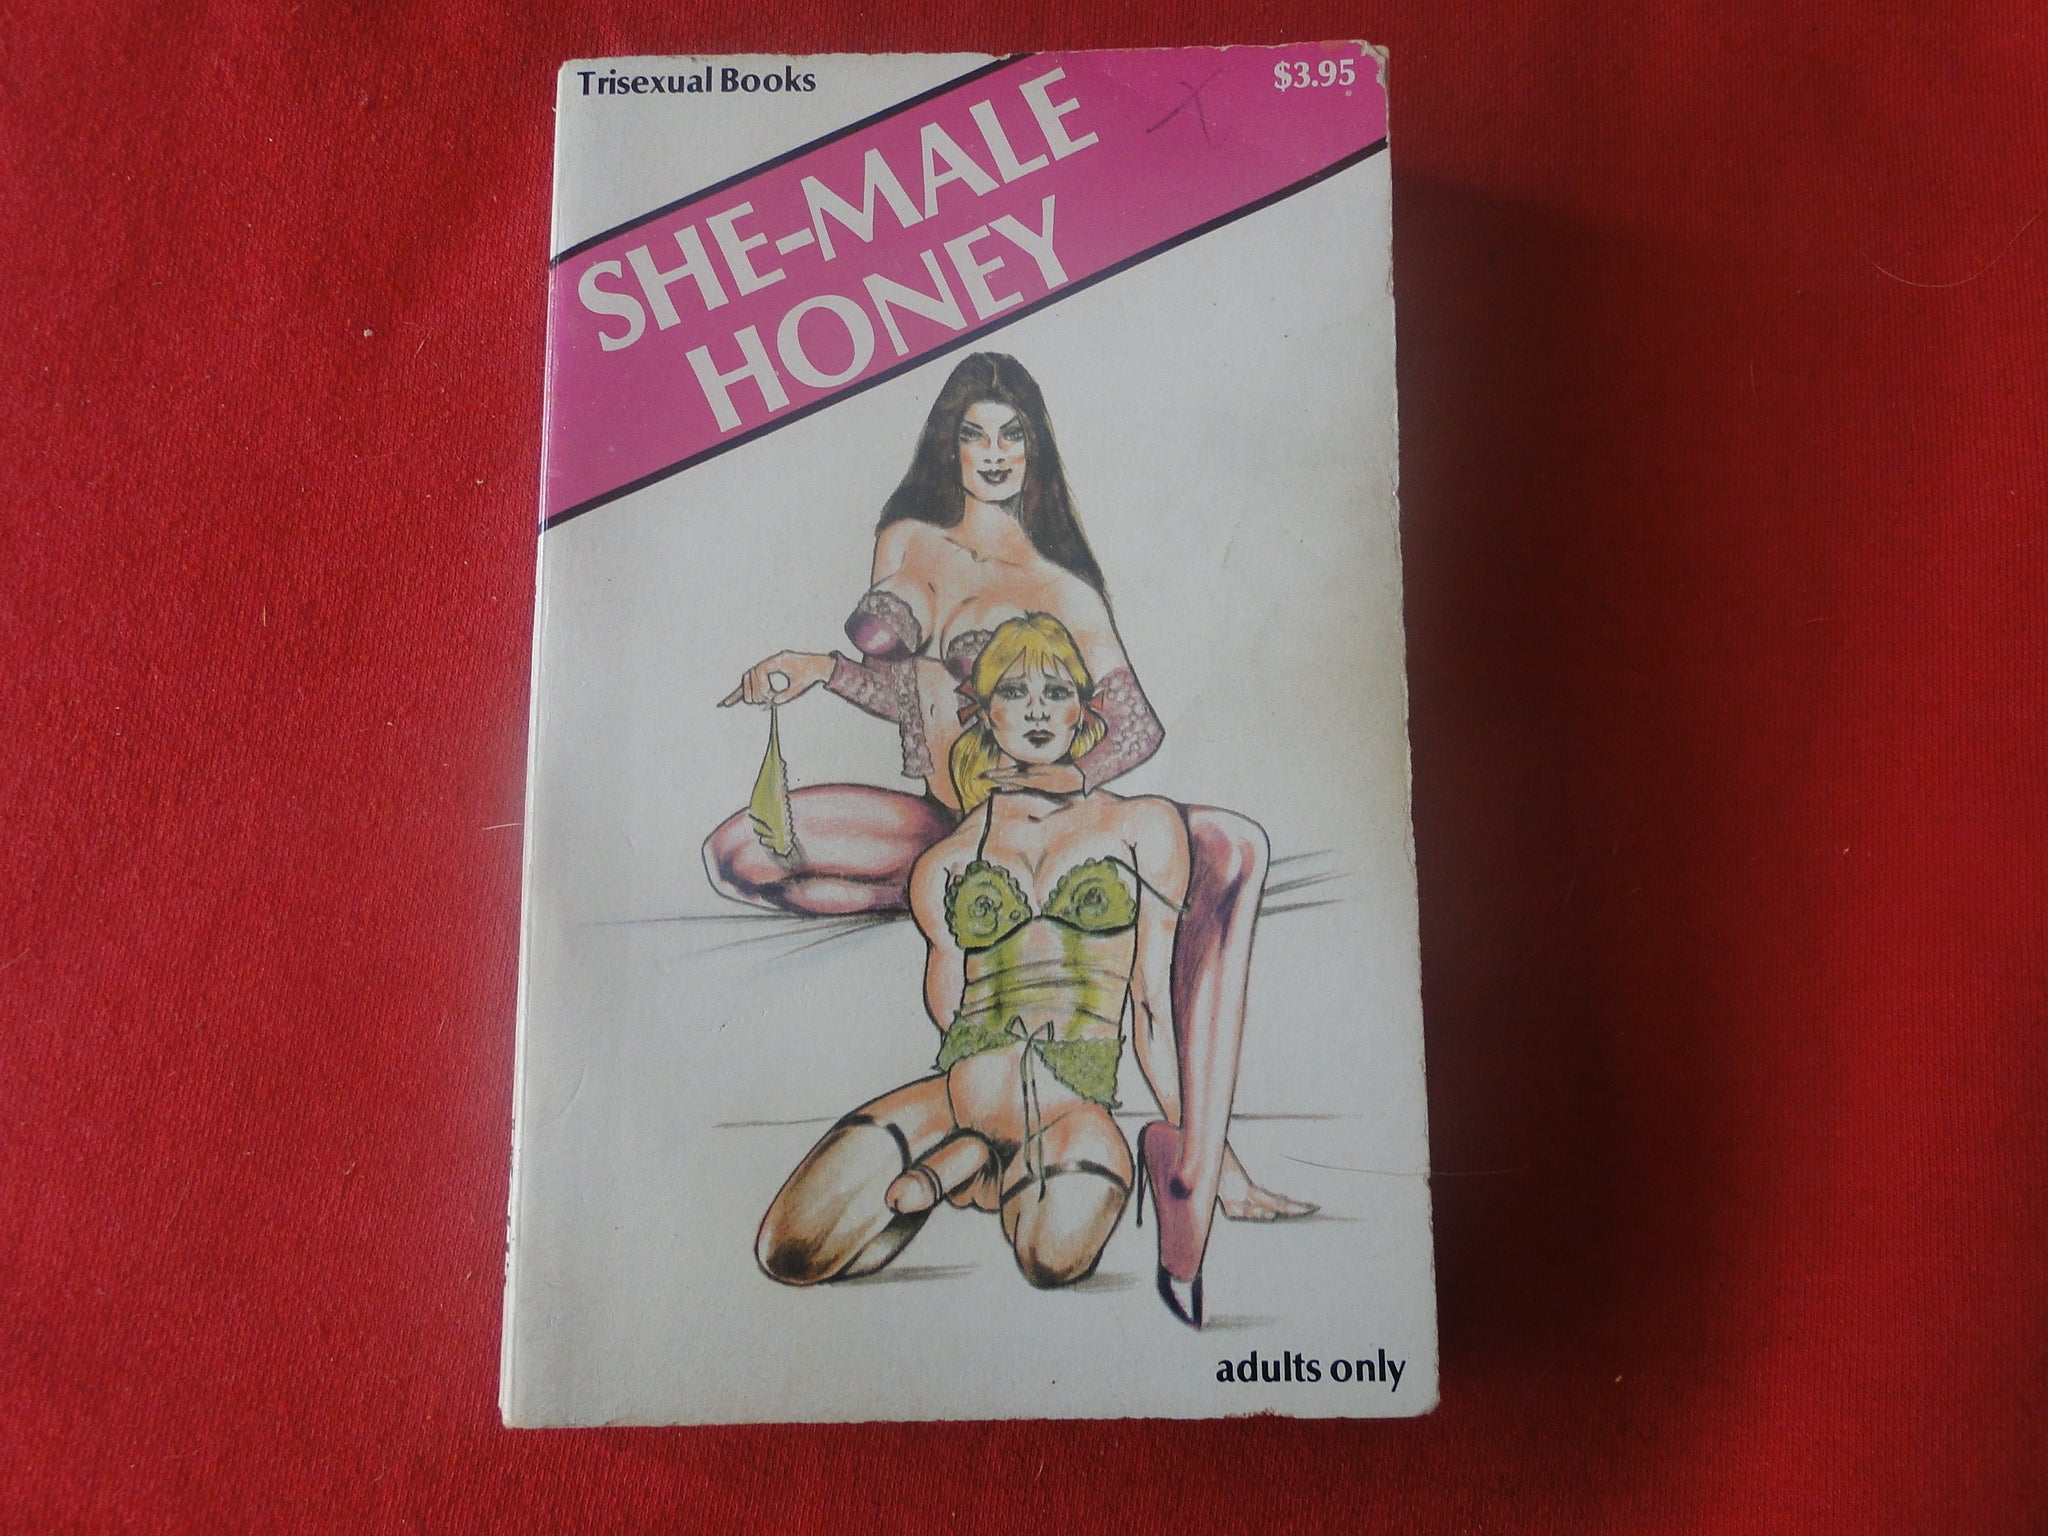 Trisexual Books
$3.95
SHE-MALE
HONEY
adults only